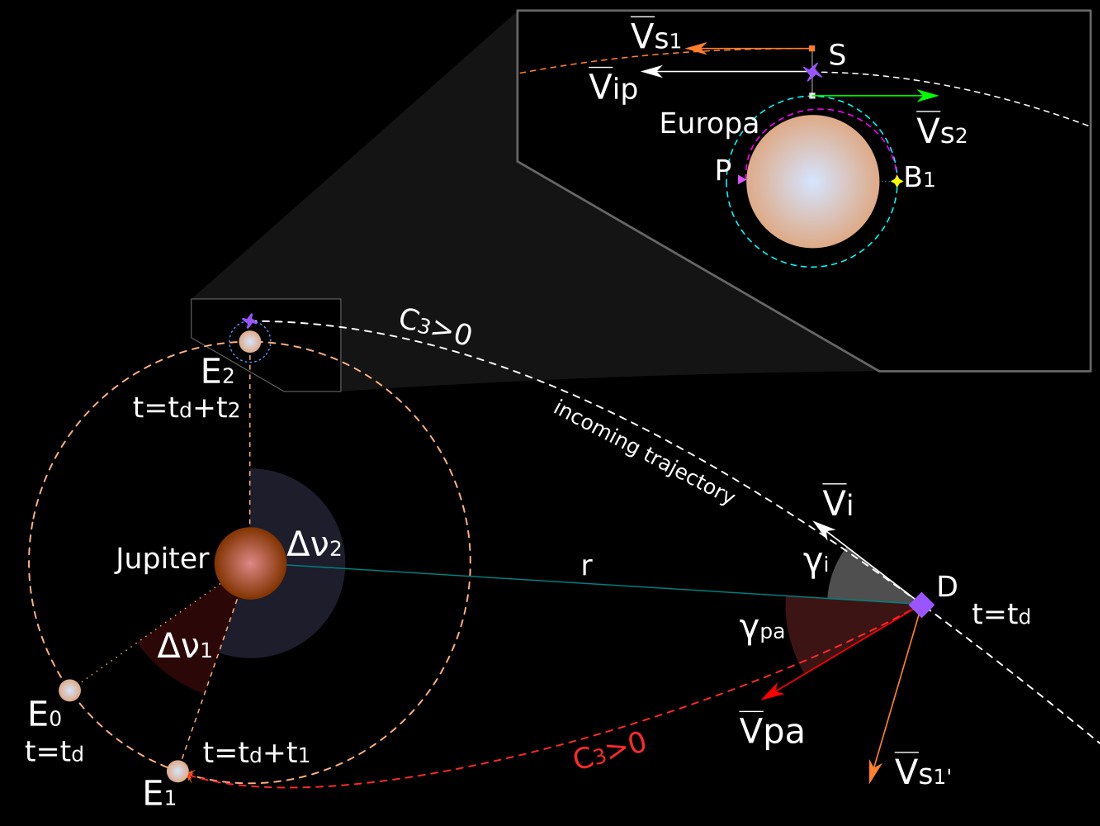 V̅s1
S
V̅ip
Europa
V̅s2
P
B1
C3>0
E2
t=td+t2
incoming trajectory
V̅i
Jupiter
Δν2
r
γi
D
t=td
Δν1
γpa
E0
t=td
V̅pa
t=td+t1
C3>0
V̅s1'
E1